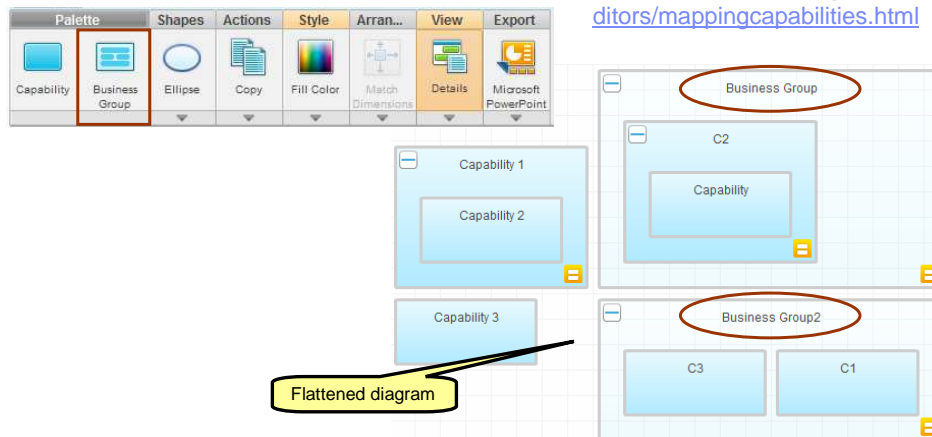 Palette Shapes Actions Style Arran... View Export
ditors/mappingcapabilities.html
Capability Business Group Ellipse Copy Fill Color Match Dimensions Details Microsoft PowerPoint
Business Group
C2
Capability
Capability 1
Capability 2
Capability 3
Business Group2
C3 C1
Flattened diagram